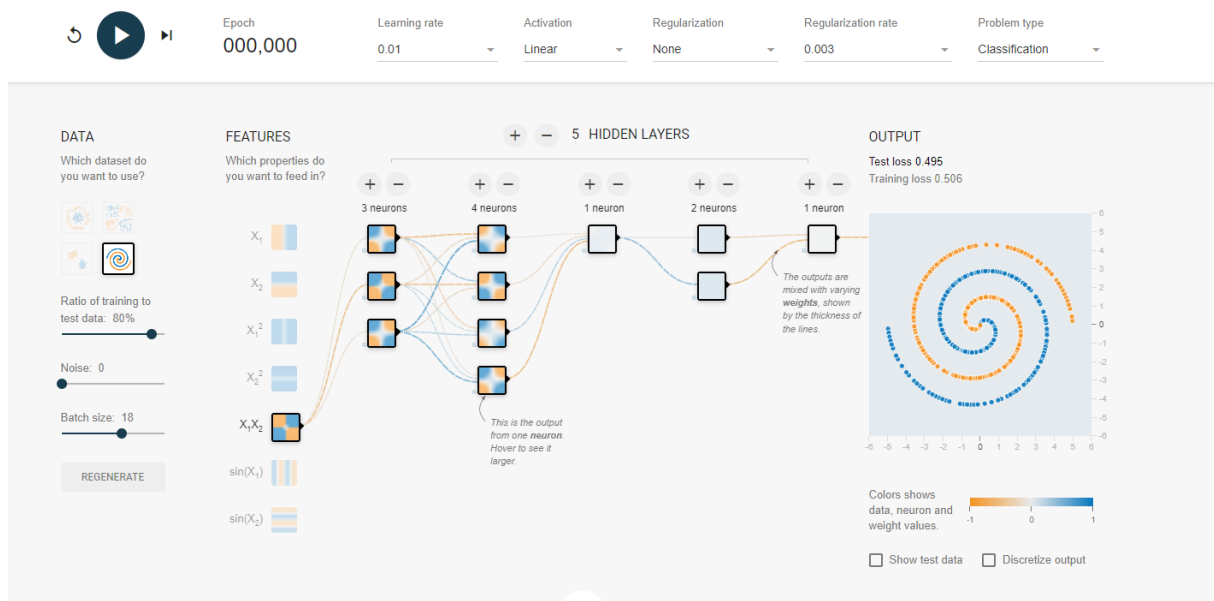 Epoch
000,000
Learning rate
0.01
Activation
Linear
Regularization
None
Regularization rate
0.003
Problem type
Classification
DATA
Which dataset do
you want to use?
Ratio of training to
test data: 80%
Noise: 0
Batch size: 18
REGENERATE
FEATURES
Which properties do
you want to feed in?
X₁
X₂
X₁²
X₂²
X₁X₂
sin(X₁)
sin(X₂)
+ − 5 HIDDEN LAYERS
+ − + − + − + − + −
3 neurons 4 neurons 1 neuron 2 neurons 1 neuron
The outputs are
mixed with varying
weights, shown
by the thickness of
the lines.
This is the output
from one neuron.
Hover to see it
larger.
OUTPUT
Test loss 0.495
Training loss 0.506
6
5
4
3
2
1
0
-1
-2
-3
-4
-5
-6
-6 -5 -4 -3 -2 -1 0 1 2 3 4 5 6
Colors shows
data, neuron and
weight values.
-1 0 1
Show test data
Discretize output